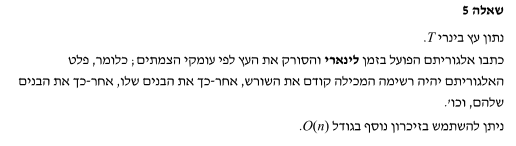 שאלה 5
נתון עץ בינרי T.
כתבו אלגוריתם הפועל בזמן לינארי והסורק את העץ לפי עומקי הצמתים; כלומר, פלט
האלגוריתם יהיה רשימה המכילה קודם את השורש, אחר-כך את הבנים שלו, אחר-כך את הבנים
שלהם, וכו'.
ניתן להשתמש בזיכרון נוסף בגודל O(n).